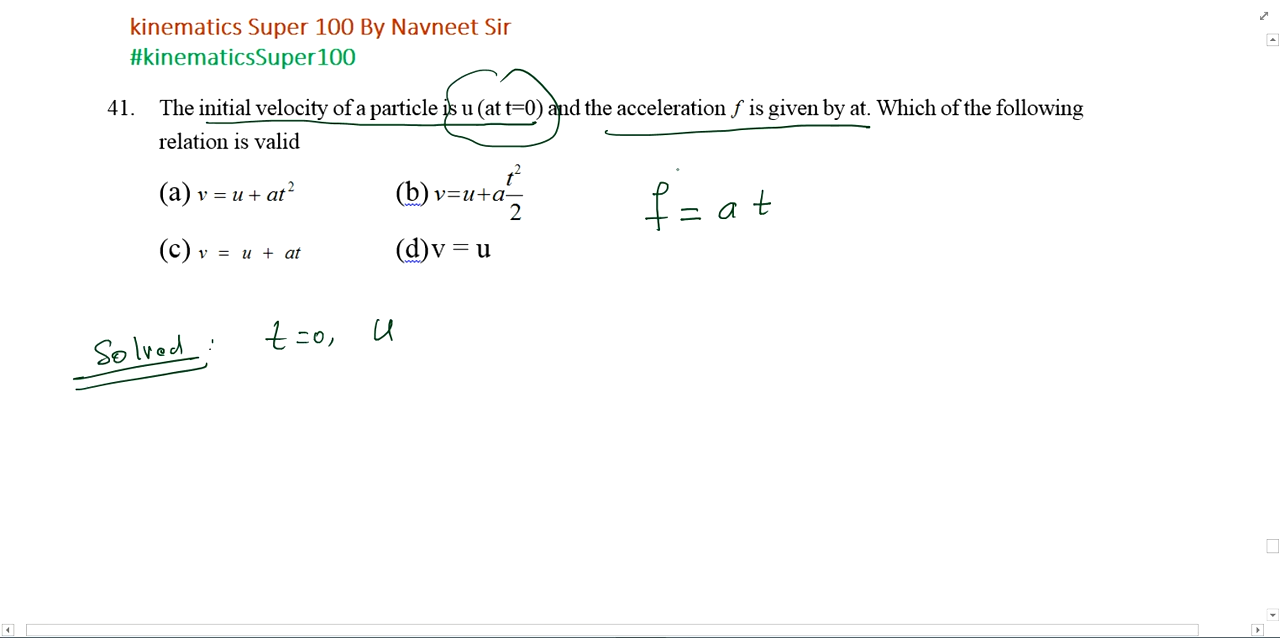 kinematics Super 100 By Navneet Sir
#kinematicsSuper100
41. The initial velocity of a particle is u (at t=0) and the acceleration f is given by at. Which of the following
relation is valid
(a) v = u + at² (b) v=u+a t²/2
f = a t
(c) v = u + at (d)v = u
Solved : t=0, u